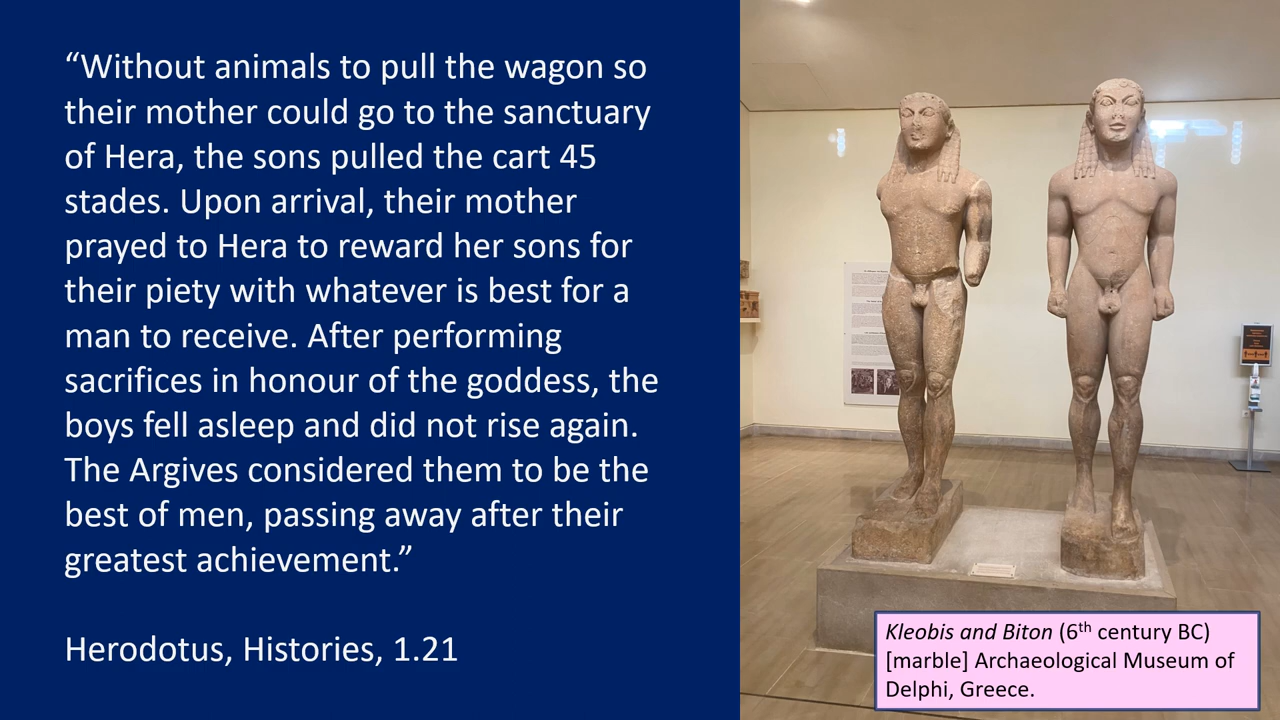 “Without animals to pull the wagon so
their mother could go to the sanctuary
of Hera, the sons pulled the cart 45
stades. Upon arrival, their mother
prayed to Hera to reward her sons for
their piety with whatever is best for a
man to receive. After performing
sacrifices in honour of the goddess, the
boys fell asleep and did not rise again.
The Argives considered them to be the
best of men, passing away after their
greatest achievement.”
Herodotus, Histories, 1.21
Kleobis and Biton (6th century BC)
[marble] Archaeological Museum of
Delphi, Greece.